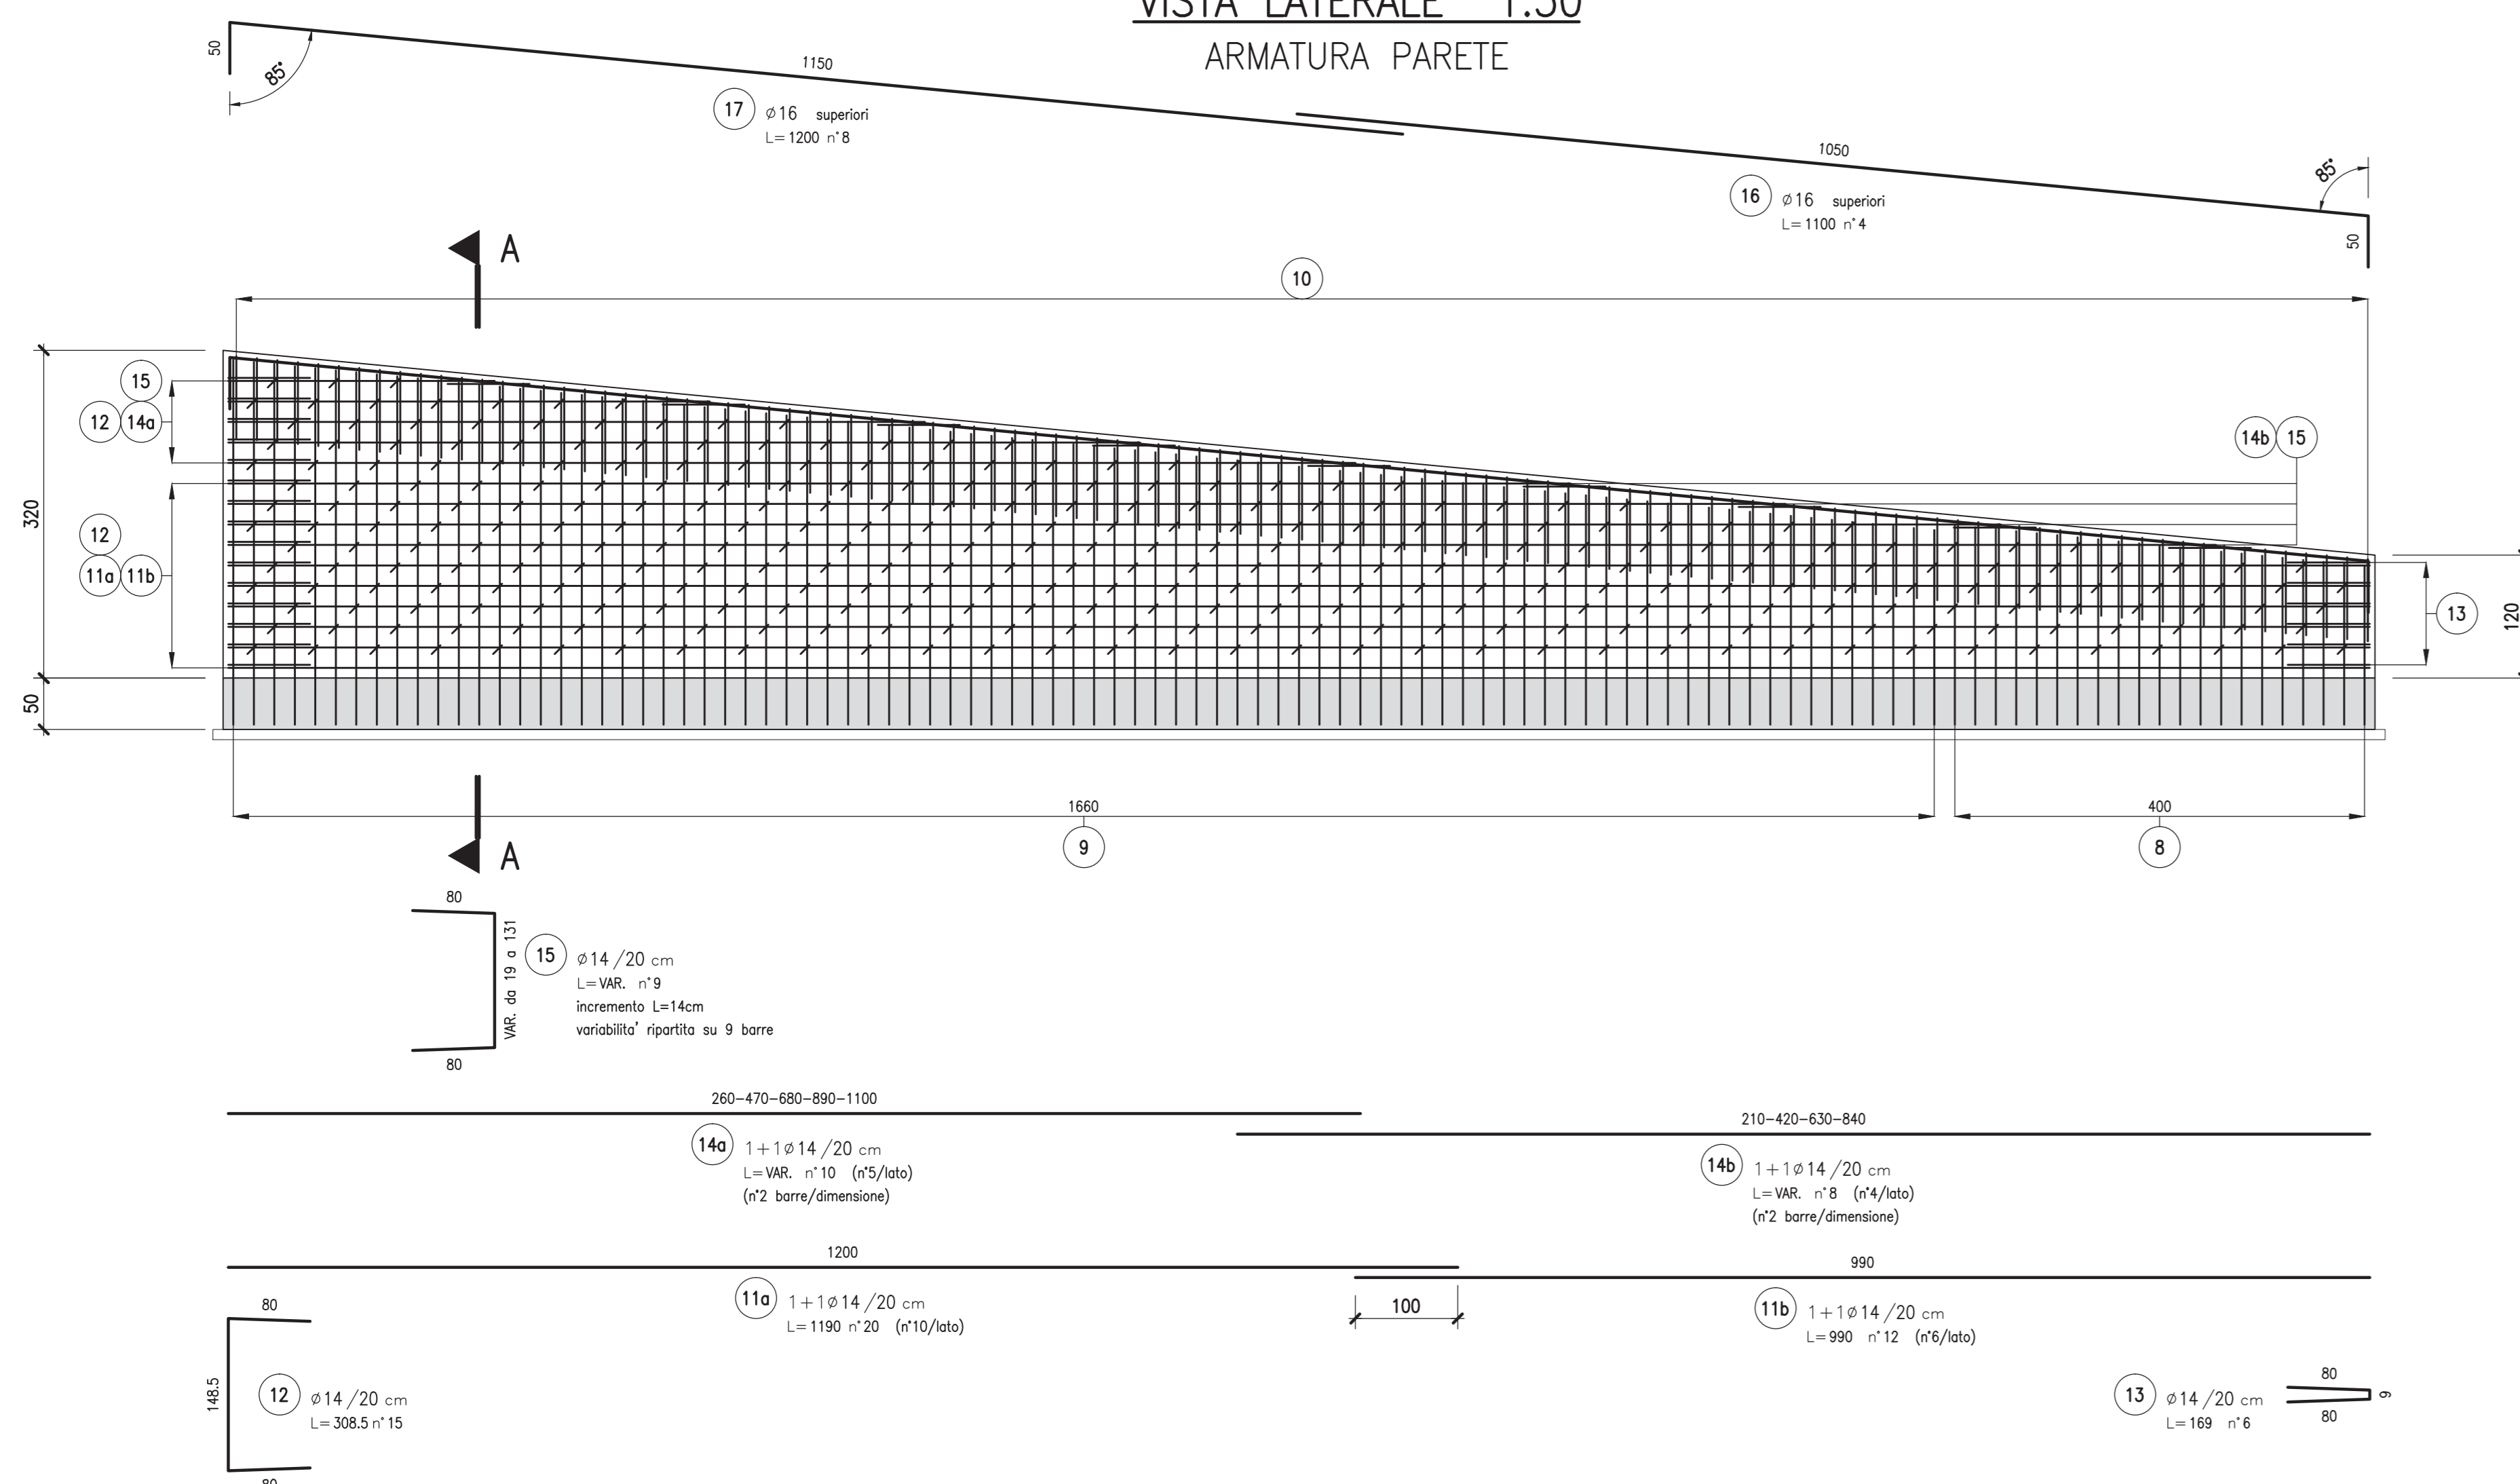 VISTA LATERALE 1:50
ARMATURA PARETE
50
85°
1150
17 ø16 superiori
L=1200 n°8
1050
85°
16 ø16 superiori
L=1100 n°4
50
A
10
15
12 14a
14b 15
320
12
11a 11b
13
120
50
1660
400
9
8
A
80
VAR. da 19 a 131
15 ø14/20 cm
L=VAR. n°9
incremento L=14cm
variabilita' ripartita su 9 barre
80
260-470-680-890-1100
14a 1+1ø14/20 cm
L=VAR. n°10 (n°5/lato)
(n°2 barre/dimensione)
210-420-630-840
14b 1+1ø14/20 cm
L=VAR. n°8 (n°4/lato)
(n°2 barre/dimensione)
1200
11a 1+1ø14/20 cm
L=1190 n°20 (n°10/lato)
990
100
11b 1+1ø14/20 cm
L=990 n°12 (n°6/lato)
80
148.5
12 ø14/20 cm
L=308.5 n°15
80
13 ø14/20 cm
L=169 n°6
80
9
80